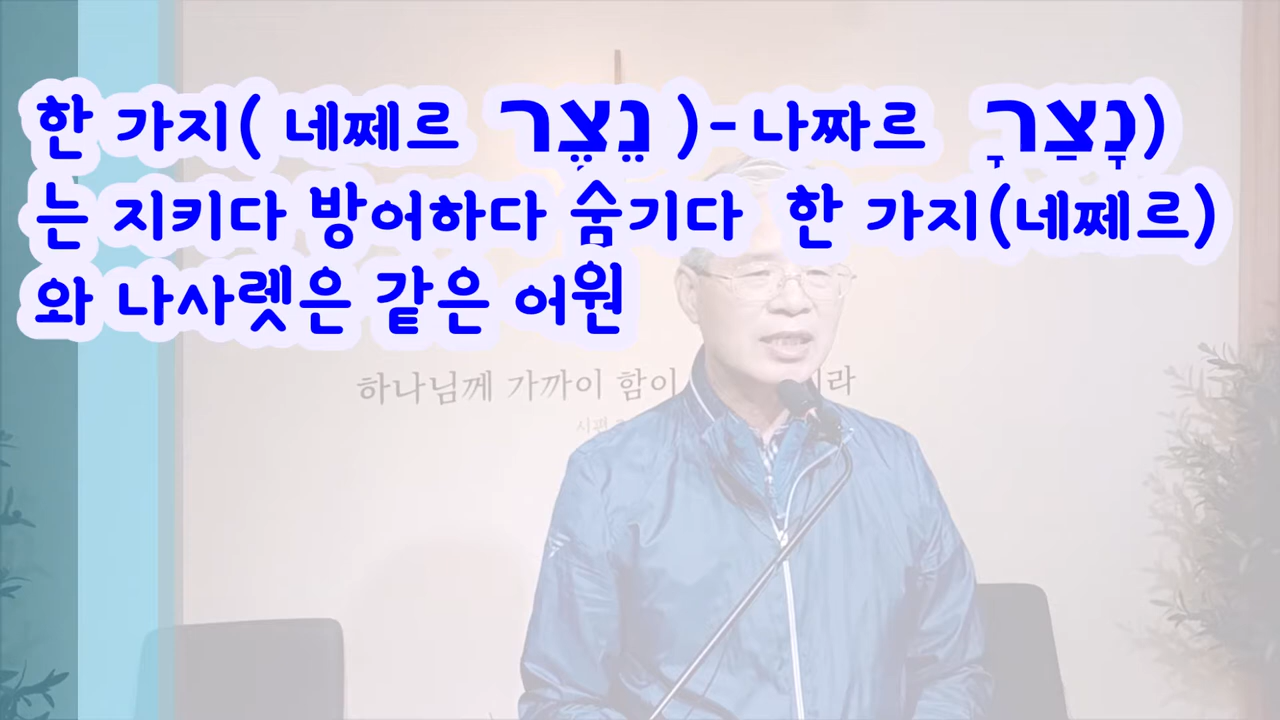 한 가지( 네쩨르 נֵצֶר )-나짜르 נָצַרָ)
는 지키다 방어하다 숨기다 한 가지(네쩨르)
와 나사렛은 같은 어원
하나님께 가까이 함이
시편